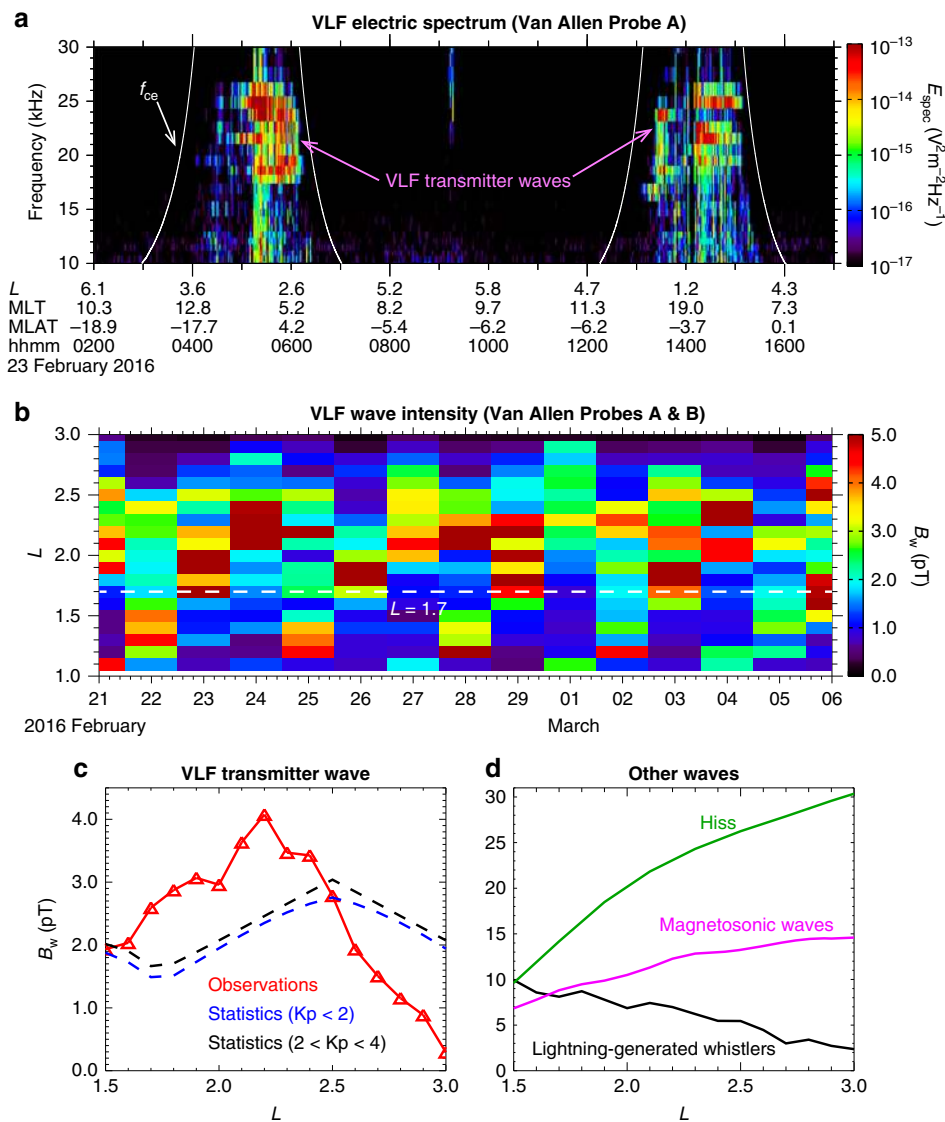 a VLF electric spectrum (Van Allen Probe A)
30
25
20
15
10
Frequency (kHz)
fce
VLF transmitter waves
10−13
10−14
10−15
10−16
10−17
Espec (V2m−2Hz−1)
L 6.1 3.6 2.6 5.2 5.8 4.7 1.2 4.3
MLT 10.3 12.8 5.2 8.2 9.7 11.3 19.0 7.3
MLAT −18.9 −17.7 4.2 −5.4 −6.2 −6.2 −3.7 0.1
hhmm 0200 0400 0600 0800 1000 1200 1400 1600
23 February 2016
b VLF wave intensity (Van Allen Probes A & B)
3.0
2.5
2.0
1.5
1.0
L
L = 1.7
5.0
4.0
3.0
2.0
1.0
0.0
Bw (pT)
21 22 23 24 25 26 27 28 29 01 02 03 04 05 06
2016 February March
c VLF transmitter wave
4.0
3.0
2.0
1.0
0.0
Bw (pT)
Observations
Statistics (Kp < 2)
Statistics (2 < Kp < 4)
1.5 2.0 2.5 3.0
L
d Other waves
30
25
20
15
10
5
0
Hiss
Magnetosonic waves
Lightning-generated whistlers
1.5 2.0 2.5 3.0
L